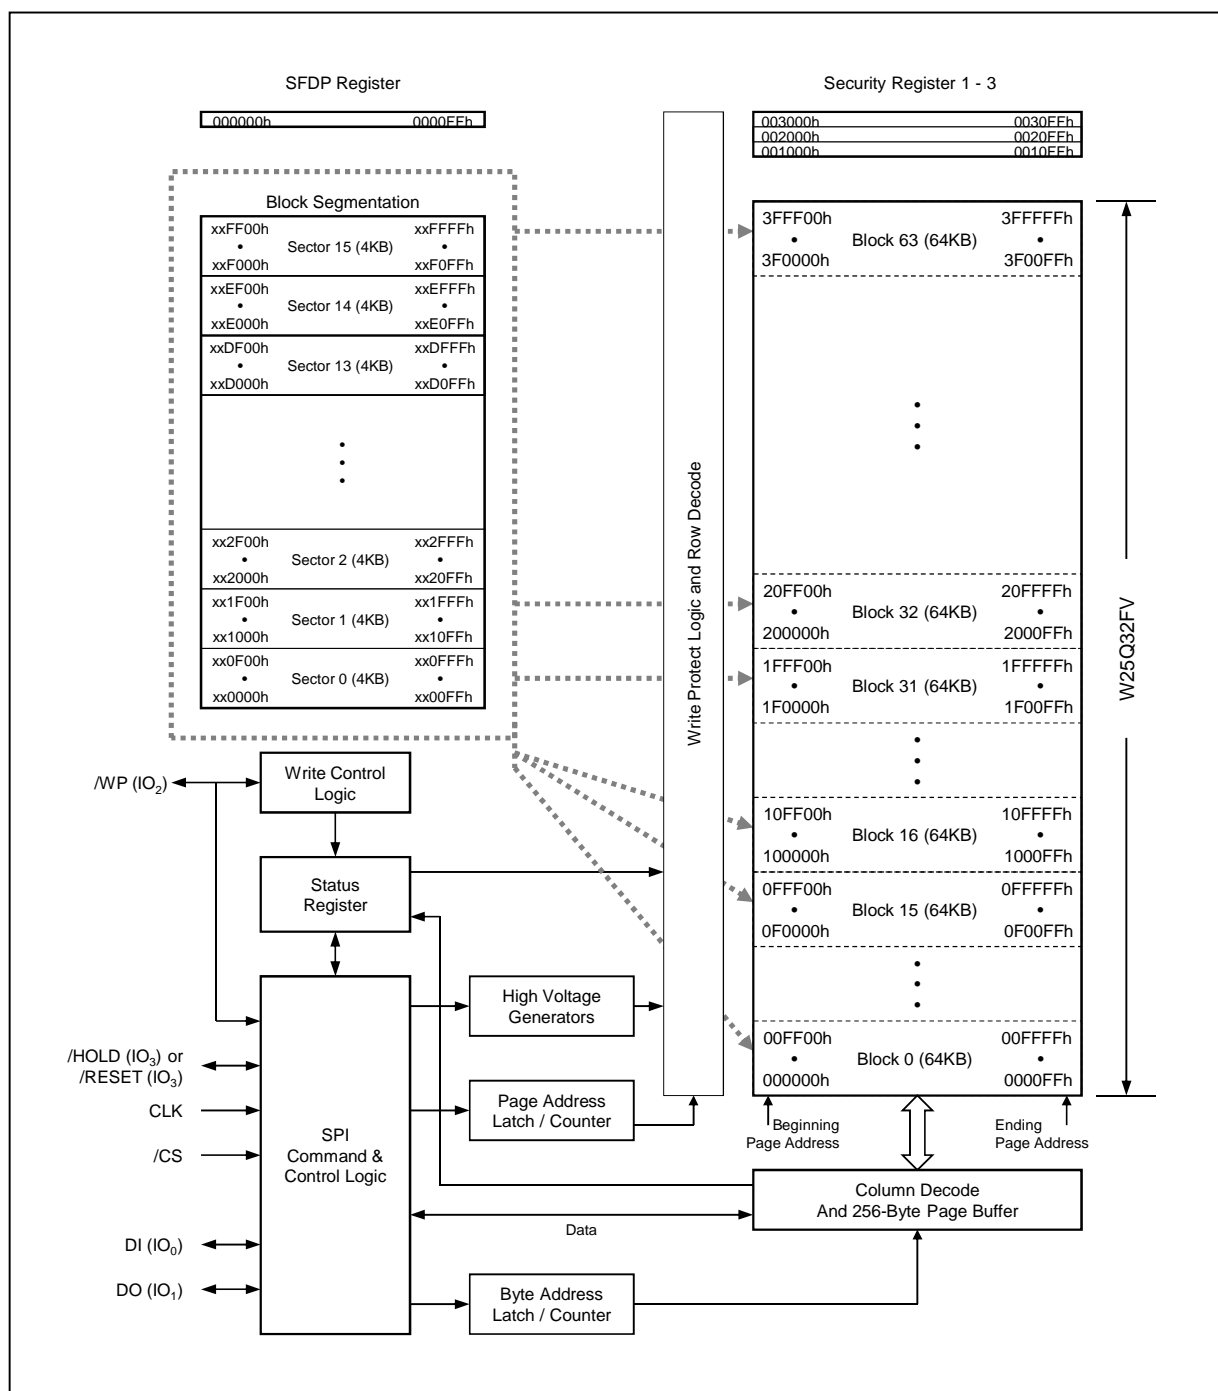 SFDP Register
000000h 0000FFh
Security Register 1 - 3
003000h 0030FFh
002000h 0020FFh
001000h 0010FFh
Block Segmentation
xxFF00h xxFFFFh
• Sector 15 (4KB) •
xxF000h xxF0FFh
xxEF00h xxEFFFh
• Sector 14 (4KB) •
xxE000h xxE0FFh
xxDF00h xxDFFFh
• Sector 13 (4KB) •
xxD000h xxD0FFh
xx2F00h xx2FFFh
• Sector 2 (4KB) •
xx2000h xx20FFh
xx1F00h xx1FFFh
• Sector 1 (4KB) •
xx1000h xx10FFh
xx0F00h xx0FFFh
• Sector 0 (4KB) •
xx0000h xx00FFh
Write Protect Logic and Row Decode
3FFF00h 3FFFFFh
• Block 63 (64KB) •
3F0000h 3F00FFh
20FF00h 20FFFFh
• Block 32 (64KB) •
200000h 2000FFh
1FFF00h 1FFFFFh
• Block 31 (64KB) •
1F0000h 1F00FFh
10FF00h 10FFFFh
• Block 16 (64KB) •
100000h 1000FFh
0FFF00h 0FFFFFh
• Block 15 (64KB) •
0F0000h 0F00FFh
00FF00h 00FFFFh
• Block 0 (64KB) •
000000h 0000FFh
W25Q32FV
Beginning
Page Address
Ending
Page Address
/WP (IO2)
Write Control
Logic
Status
Register
High Voltage
Generators
/HOLD (IO3) or
/RESET (IO3)
CLK
/CS
SPI
Command &
Control Logic
Page Address
Latch / Counter
Column Decode
And 256-Byte Page Buffer
Data
DI (IO0)
DO (IO1)
Byte Address
Latch / Counter